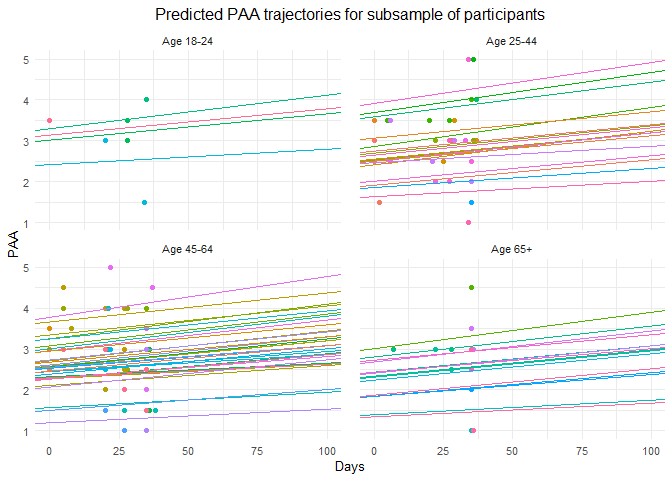 Predicted PAA trajectories for subsample of participants
Age 18-24
Age 25-44
5
4
3
2
1
Age 45-64
Age 65+
5
4
3
2
1
PAA
0 25 50 75 100
0 25 50 75 100
Days